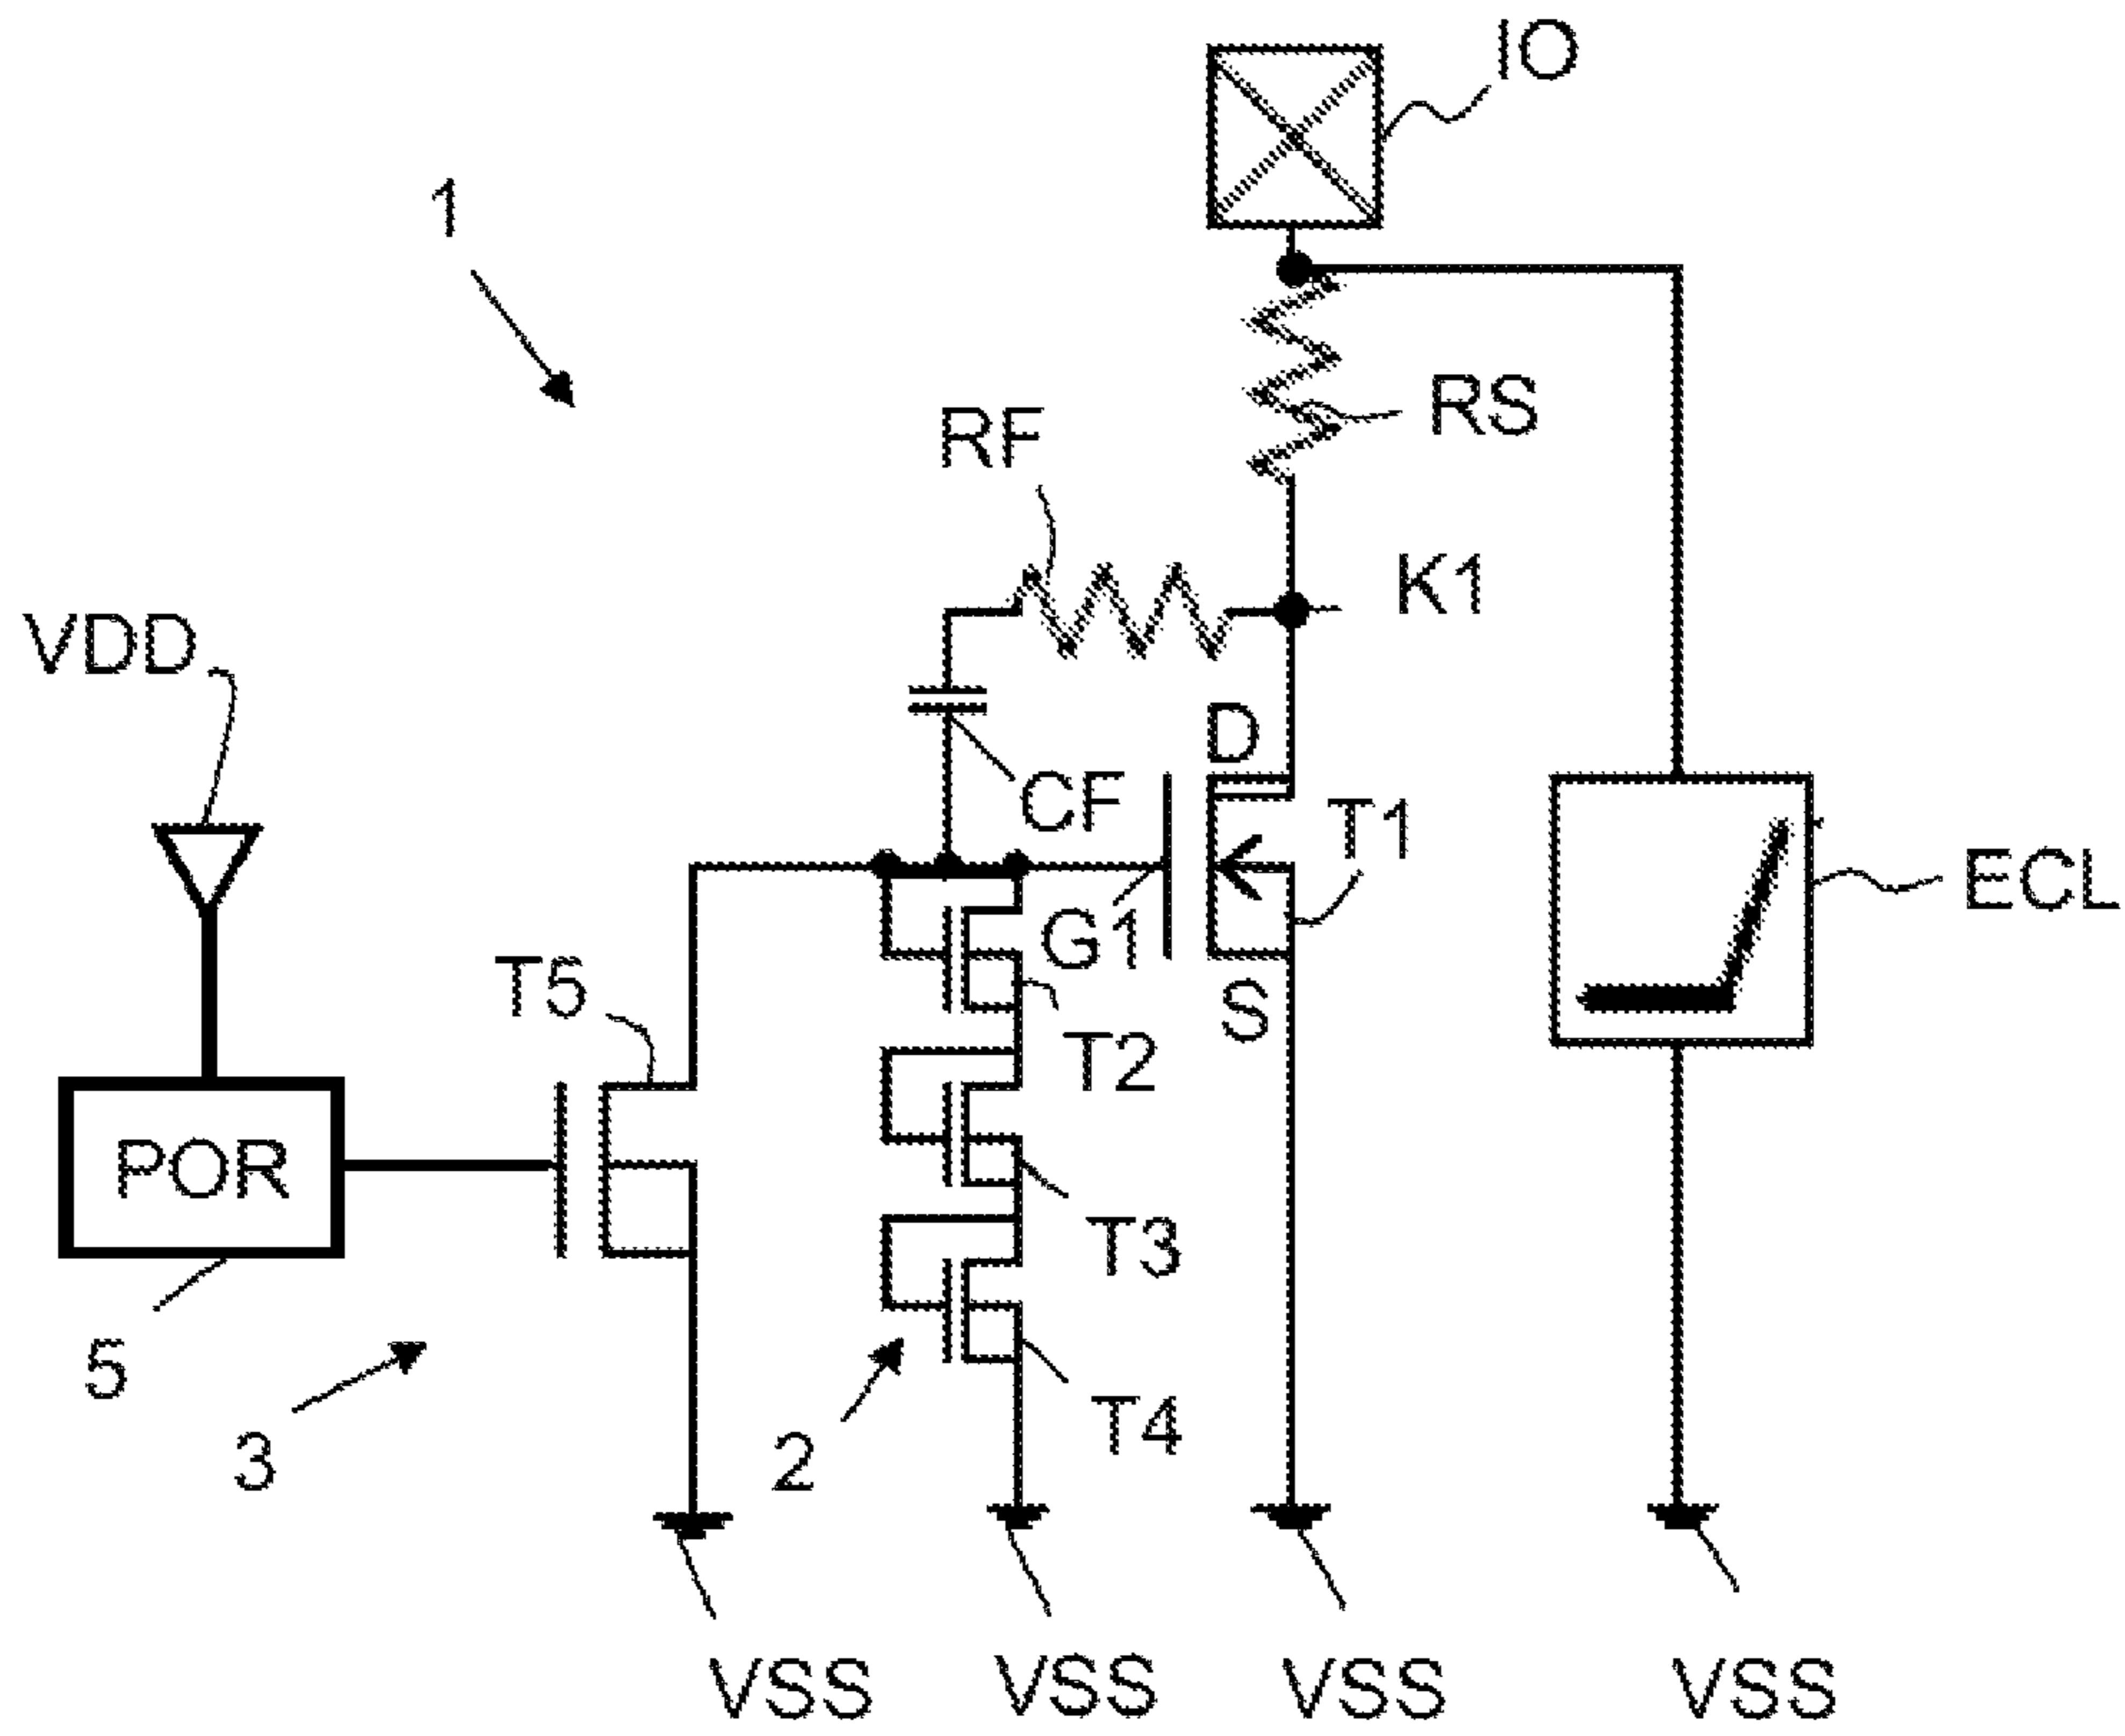 IO
1
RS
RF
K1
VDD
D
CF
T1
ECL
G1
T5
S
T2
POR
T3
5
T4
3
2
VSS
VSS
VSS
VSS